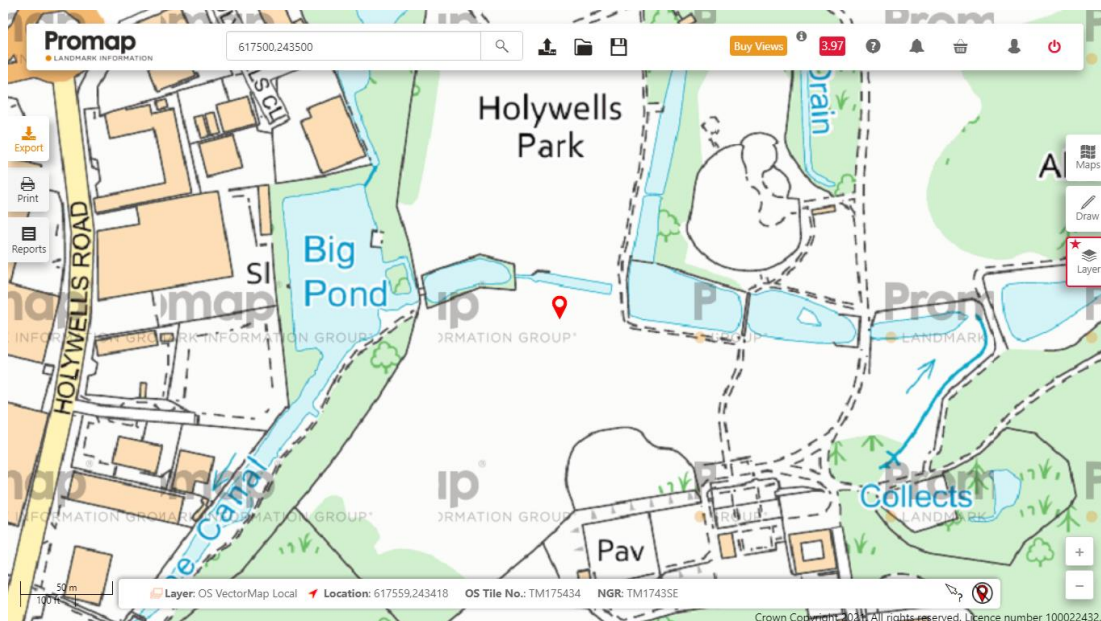 Promap
LANDMARK INFORMATION
617500,243500
Buy Views
3.97
Export
Print
Reports
Maps
Draw
Layer
Holywells
Park
Drain
S Cl
HOLYWELLS ROAD
Big
Pond
Sl
Collects
Pav
Canal
50 m
100 ft
Layer: OS VectorMap Local
Location: 617559,243418
OS Tile No.: TM175434
NGR: TM1743SE
Crown Copyright 2021. All rights reserved. Licence number 100022432.